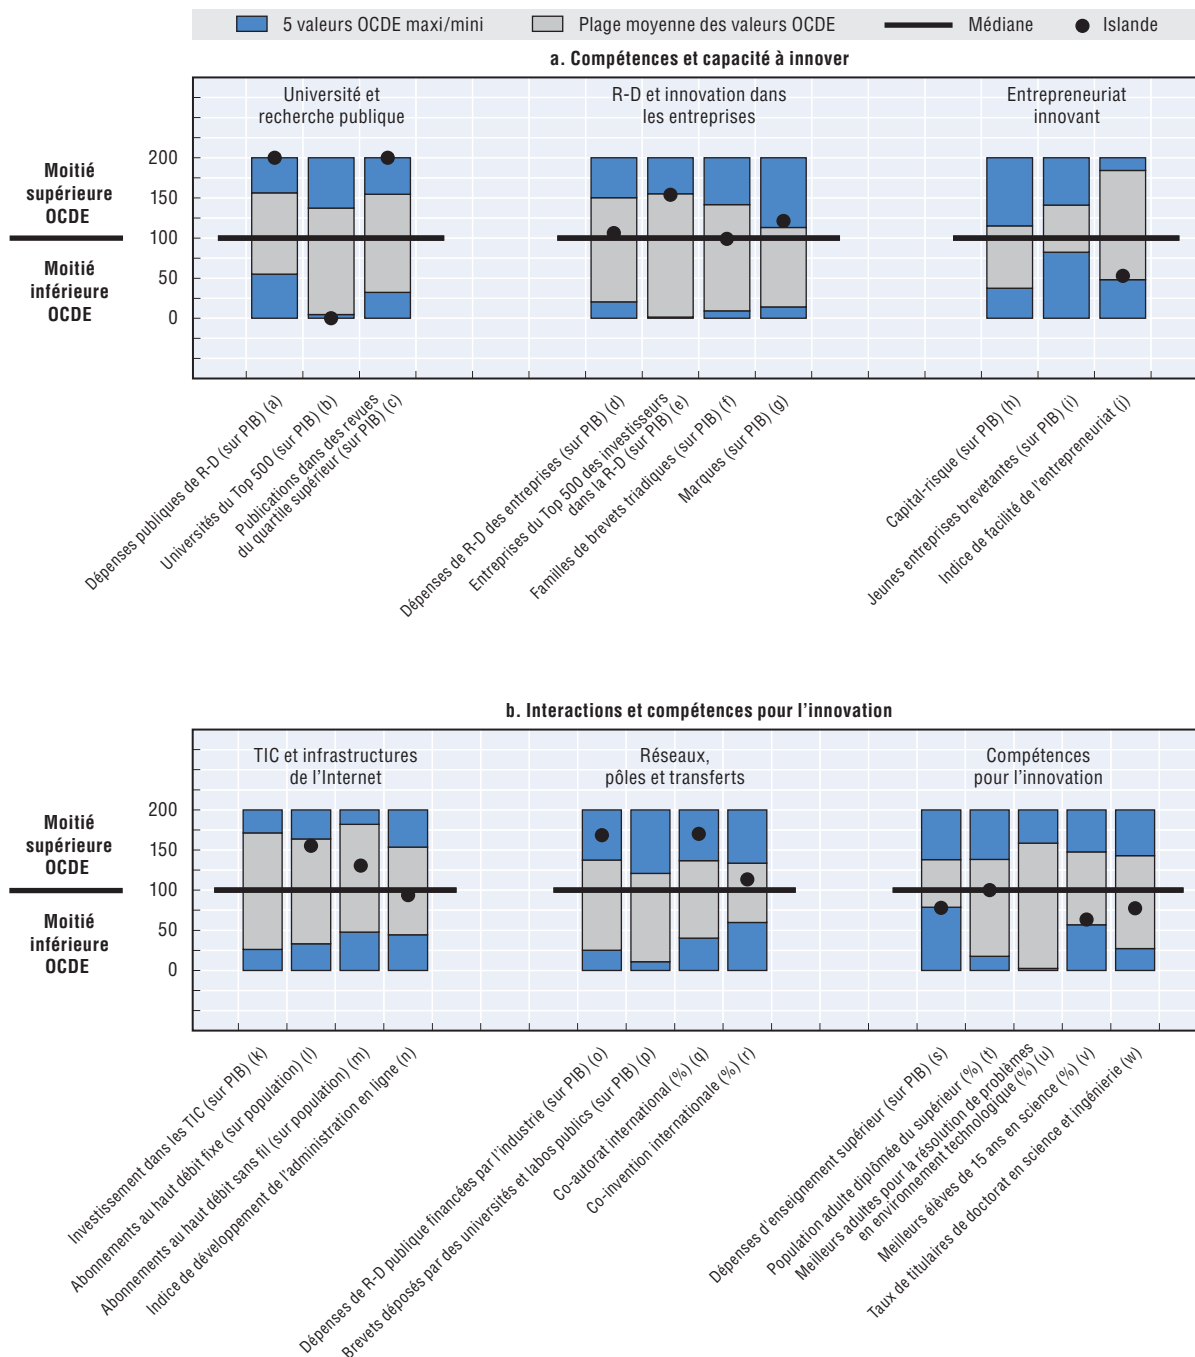 5 valeurs OCDE maxi/mini
Plage moyenne des valeurs OCDE
Médiane
Islande
a. Compétences et capacité à innover
Université et
recherche publique
R-D et innovation dans
les entreprises
Entrepreneuriat
innovant
Moitié
supérieure
OCDE
Moitié
inférieure
OCDE
200
150
100
50
0
Dépenses publiques de R-D (sur PIB) (a)
Universités du Top 500 (sur PIB) (b)
Publications dans des revues
du quartile supérieur (sur PIB) (c)
Dépenses de R-D des entreprises (sur PIB) (d)
Entreprises du Top 500 des investisseurs
dans la R-D (sur PIB) (e)
Familles de brevets triadiques (sur PIB) (f)
Marques (sur PIB) (g)
Capital-risque (sur PIB) (h)
Jeunes entreprises brevetantes (sur PIB) (i)
Indice de facilité de l'entrepreneuriat (j)
b. Interactions et compétences pour l'innovation
TIC et infrastructures
de l'Internet
Réseaux,
pôles et transferts
Compétences
pour l'innovation
Moitié
supérieure
OCDE
Moitié
inférieure
OCDE
200
150
100
50
0
Investissement dans les TIC (sur PIB) (k)
Abonnements au haut débit fixe (sur population) (l)
Abonnements au haut débit sans fil (sur population) (m)
Indice de développement de l'administration en ligne (n)
Dépenses de R-D publique financées par l'industrie (sur PIB) (o)
Brevets déposés par des universités et labos publics (sur PIB) (p)
Co-autorat international (%) (q)
Co-invention internationale (%) (r)
Dépenses d'enseignement supérieur (sur PIB) (s)
Population adulte diplômée du supérieur (%) (t)
Meilleurs adultes pour la résolution de problèmes
en environnement technologique (%) (u)
Meilleurs élèves de 15 ans en science (%) (v)
Taux de titulaires de doctorat en science et ingénierie (w)